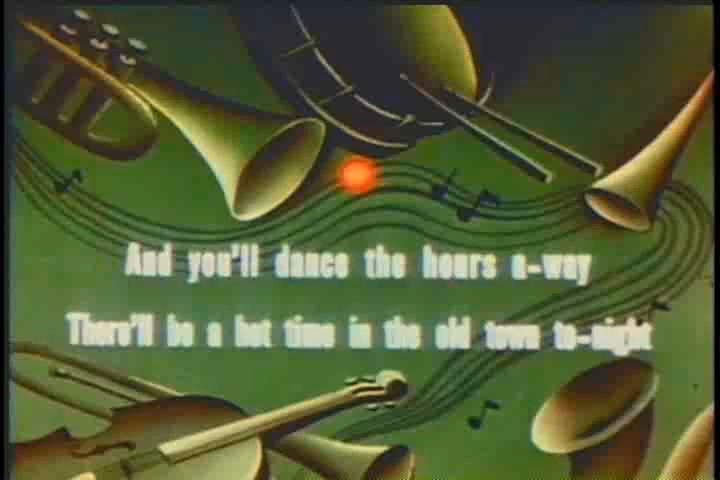 And you'll dance the hours a-way
There'll be a hot time in the old town to-night